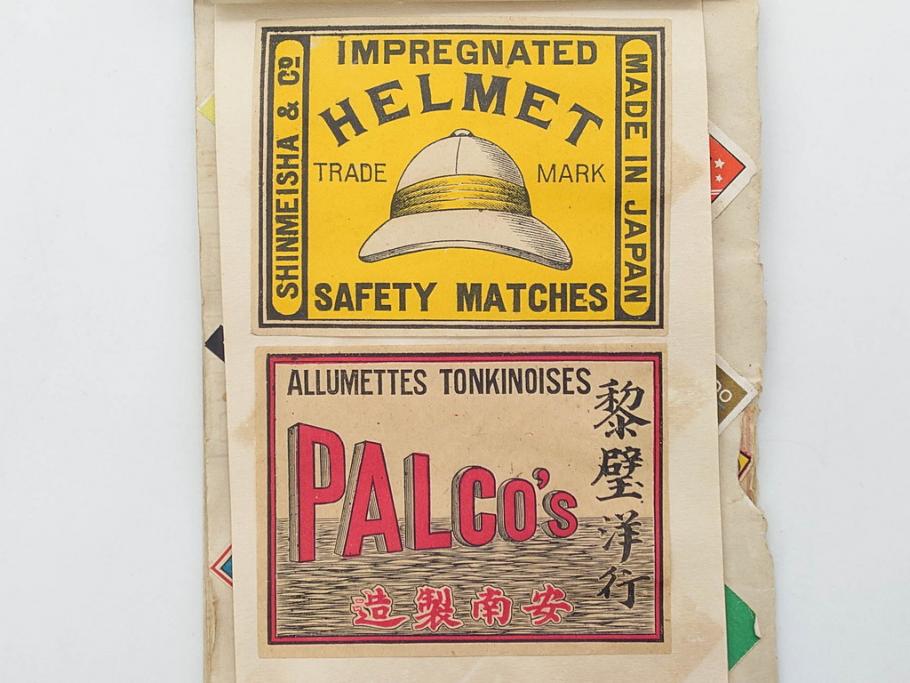 IMPREGNATED
HELMET
TRADE MARK
SAFETY MATCHES
SHINMEISHA & Co
MADE IN JAPAN
ALLUMETTES TONKINOISES
PALCO'S
黎璧洋行
造製南安